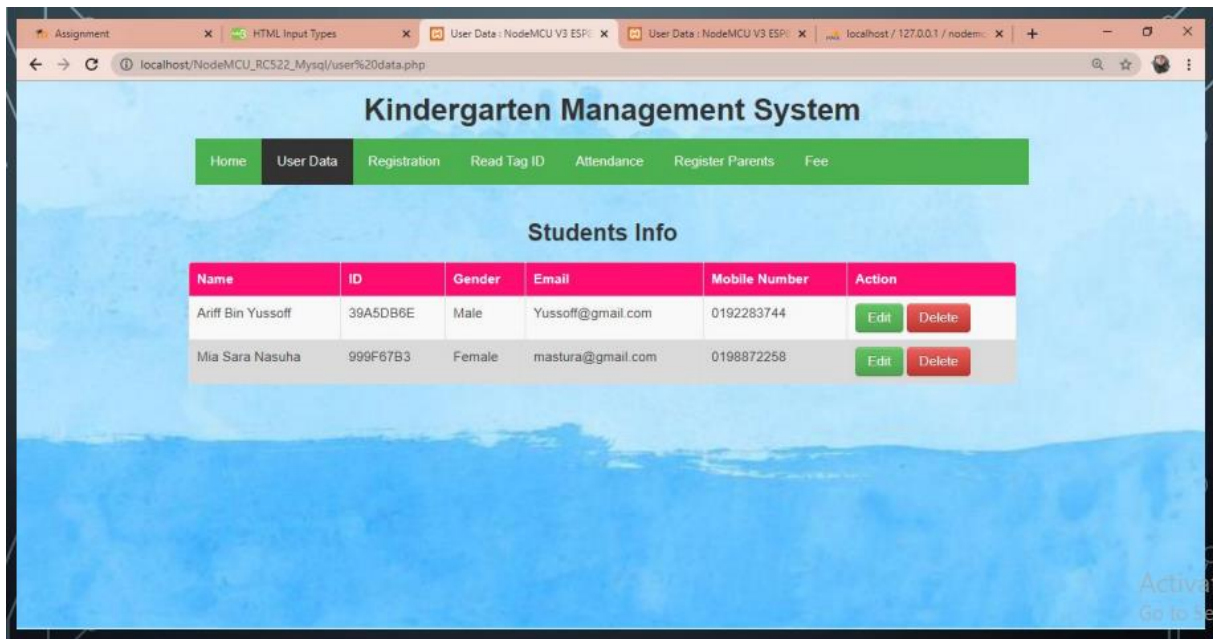 Assignment
HTML Input Types
User Data : NodeMCU V3 ESP8
User Data : NodeMCU V3 ESP8
localhost / 127.0.0.1 / nodemc
localhost/NodeMCU_RC522_Mysql/user%20data.php
Kindergarten Management System
Home User Data Registration Read Tag ID Attendance Register Parents Fee
Students Info
Name ID Gender Email Mobile Number Action
Ariff Bin Yussoff 39A5DB6E Male Yussoff@gmail.com 0192283744 Edit Delete
Mia Sara Nasuha 999F67B3 Female mastura@gmail.com 0198872258 Edit Delete
Activa
Go to Se